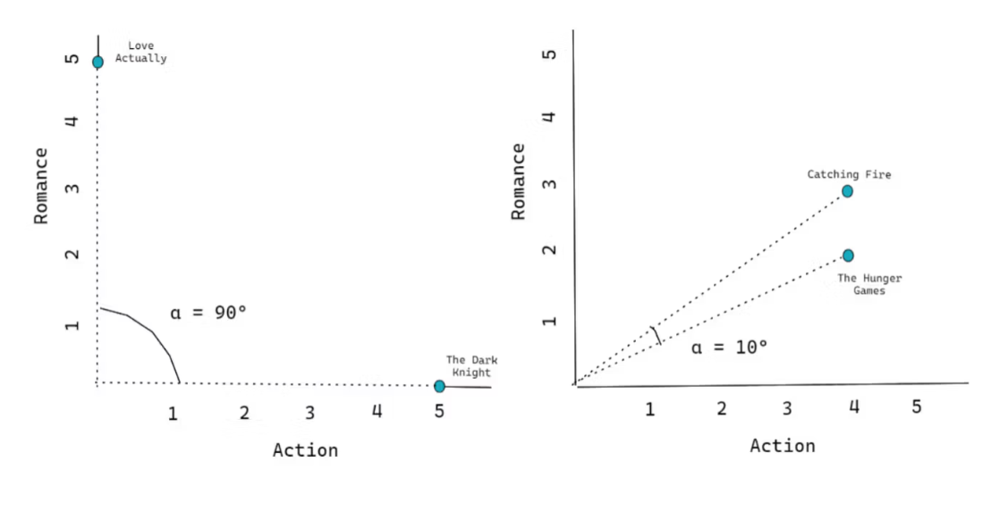 Love
Actually
5
4
3
2
1
Romance
α = 90°
The Dark
Knight
1 2 3 4 5
Action
5
4
3
2
1
Romance
Catching Fire
The Hunger
Games
α = 10°
1 2 3 4 5
Action